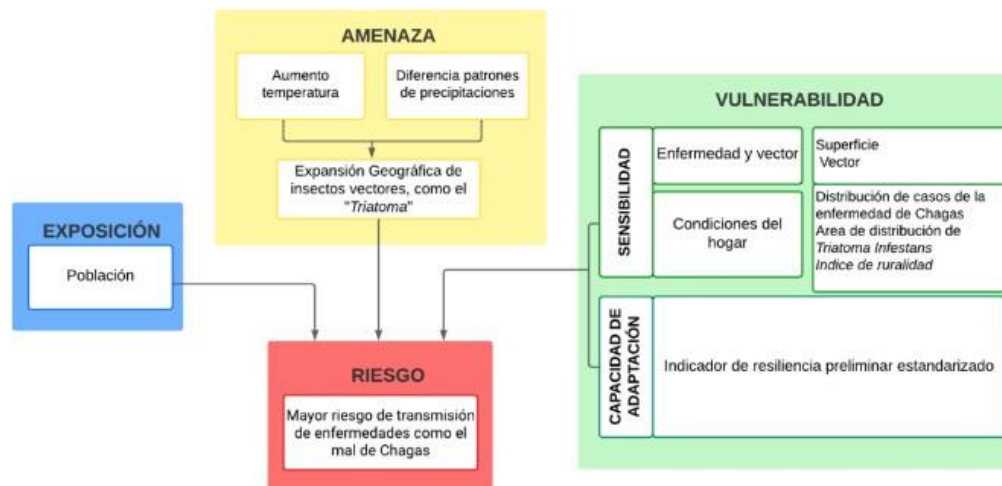 AMENAZA
Aumento
temperatura
Diferencia patrones
de precipitaciones
Expansión Geográfica de
insectos vectores, como el
"Triatoma"
EXPOSICIÓN
Población
RIESGO
Mayor riesgo de transmisión
de enfermedades como el
mal de Chagas
VULNERABILIDAD
SENSIBILIDAD
Enfermedad y vector
Superficie
Vector
Condiciones del
hogar
Distribución de casos de la
enfermedad de Chagas
Area de distribución de
Triatoma Infestans
Indice de ruralidad
CAPACIDAD DE
ADAPTACIÓN
Indicador de resiliencia preliminar estandarizado